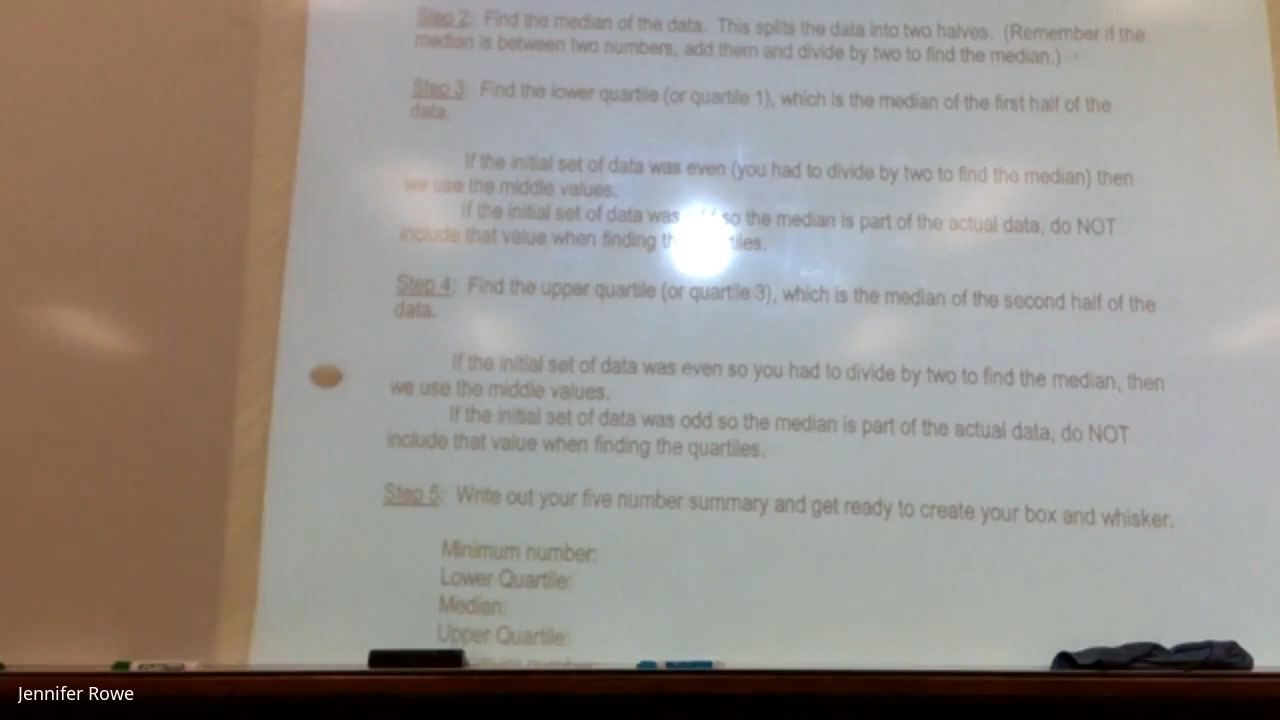 Step 2: Find the median of the data. This splits the data into two halves. (Remember if the
median is between two numbers, add them and divide by two to find the median.)
Step 3: Find the lower quartile (or quartile 1), which is the median of the first half of the
data.
If the initial set of data was even (you had to divide by two to find the median) then
we use the middle values.
If the initial set of data was so the median is part of the actual data, do NOT
include that value when finding
Step 4: Find the upper quartile (or quartile 3), which is the median of the second half of the
data.
If the initial set of data was even so you had to divide by two to find the median, then
we use the middle values.
If the initial set of data was odd so the median is part of the actual data, do NOT
include that value when finding the quartiles.
Step 5: Write out your five number summary and get ready to create your box and whisker.
Minimum number:
Lower Quartile:
Median:
Upper Quartile:
Jennifer Rowe